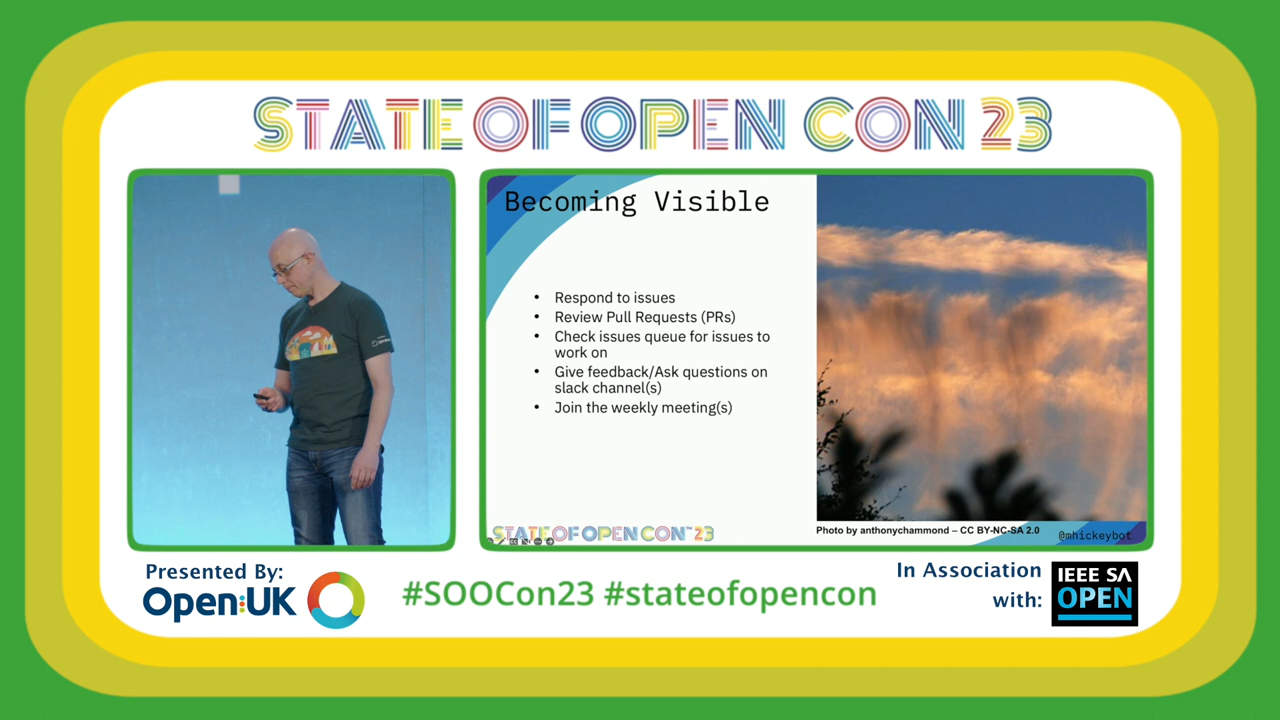 STATE OF OPEN CON 23
Becoming Visible
• Respond to issues
• Review Pull Requests (PRs)
• Check issues queue for issues to
work on
• Give feedback/Ask questions on
slack channel(s)
• Join the weekly meeting(s)
STATE OF OPEN CON™ 23
Photo by anthonychammond – CC BY-NC-SA 2.0
@mhickeybot
Presented By:
Open:UK
#SOOCon23 #stateofopencon
In Association
with:
IEEE SA
OPEN